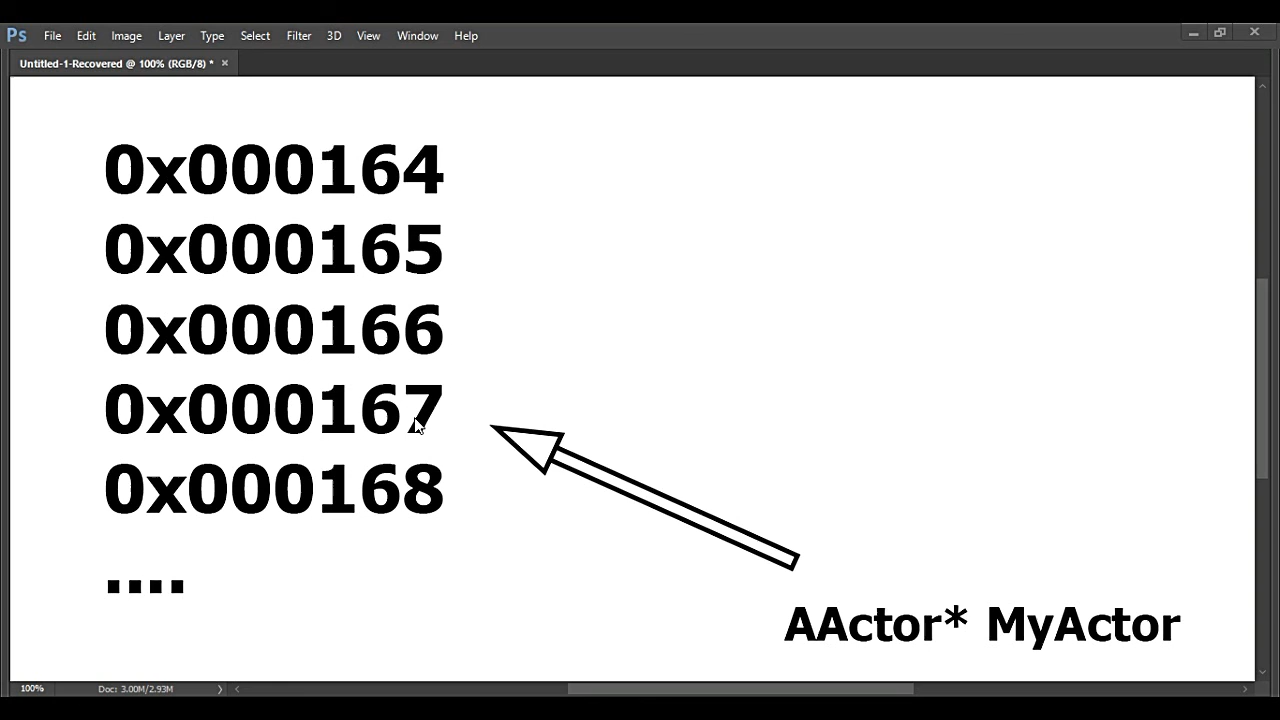 Ps File Edit Image Layer Type Select Filter 3D View Window Help
Untitled-1-Recovered @ 100% (RGB/8) * ×
0x000164
0x000165
0x000166
0x000167
0x000168
....
AActor* MyActor
100% Doc: 3.00M/2.93M